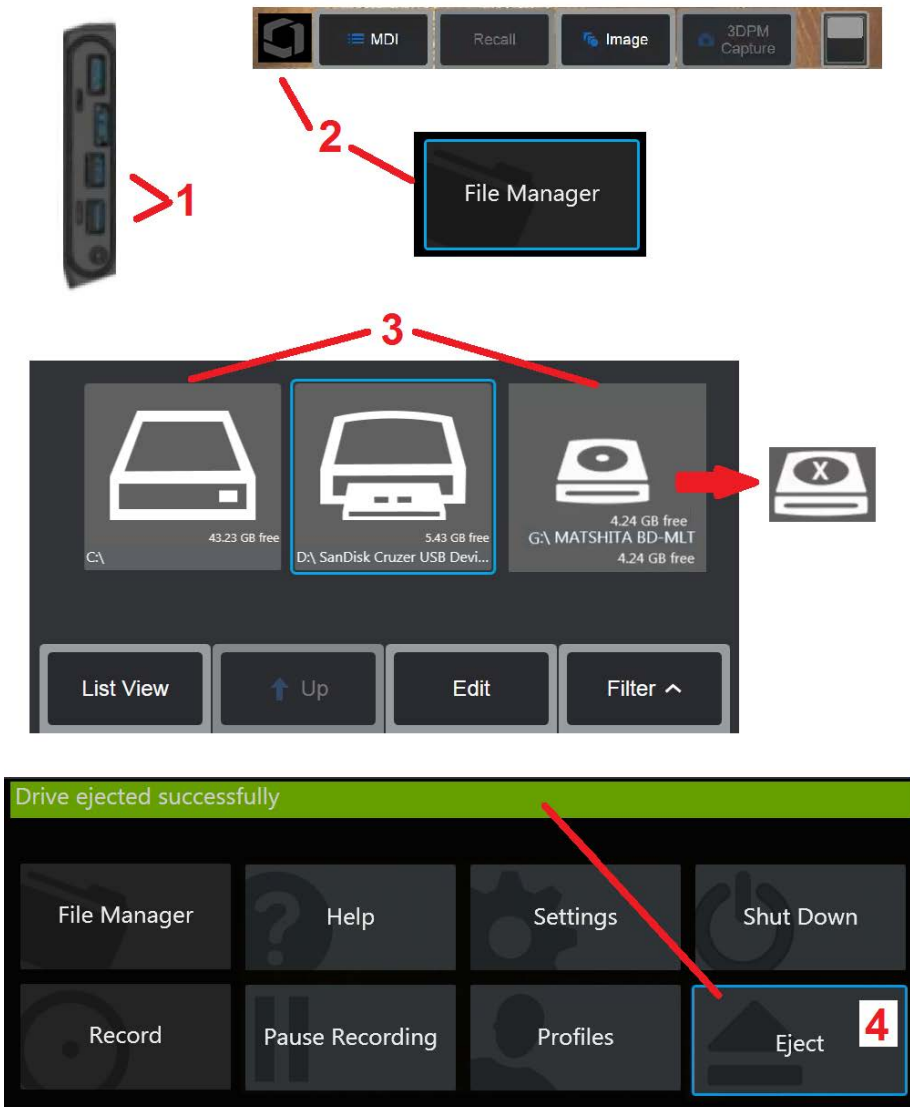 MDI
Recall
Image
3DPM
Capture
2
File Manager
1
3
43.23 GB free
C:\
5.43 GB free
D:\ SanDisk Cruzer USB Devi...
4.24 GB free
G:\ MATSHITA BD-MLT
4.24 GB free
X
List View
Up
Edit
Filter
Drive ejected successfully
File Manager
Help
Settings
Shut Down
Record
Pause Recording
Profiles
Eject
4